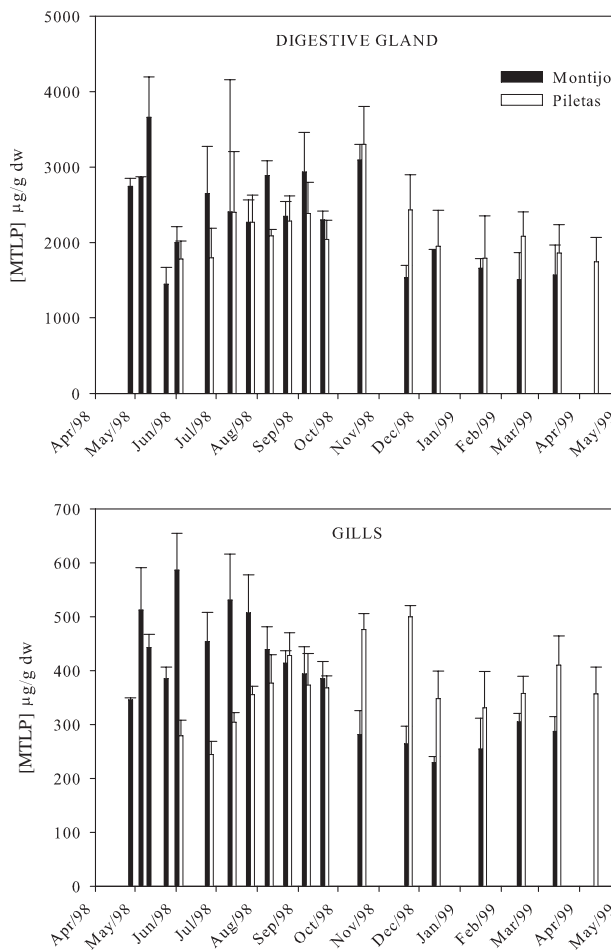 DIGESTIVE GLAND
Montijo
Piletas
[MTLP] µg/g dw
5000
4000
3000
2000
1000
0
Apr/98
May/98
Jun/98
Jul/98
Aug/98
Sep/98
Oct/98
Nov/98
Dec/98
Jan/99
Feb/99
Mar/99
Apr/99
May/99
GILLS
[MTLP] µg/g dw
700
600
500
400
300
200
100
0
Apr/98
May/98
Jun/98
Jul/98
Aug/98
Sep/98
Oct/98
Nov/98
Dec/98
Jan/99
Feb/99
Mar/99
Apr/99
May/99